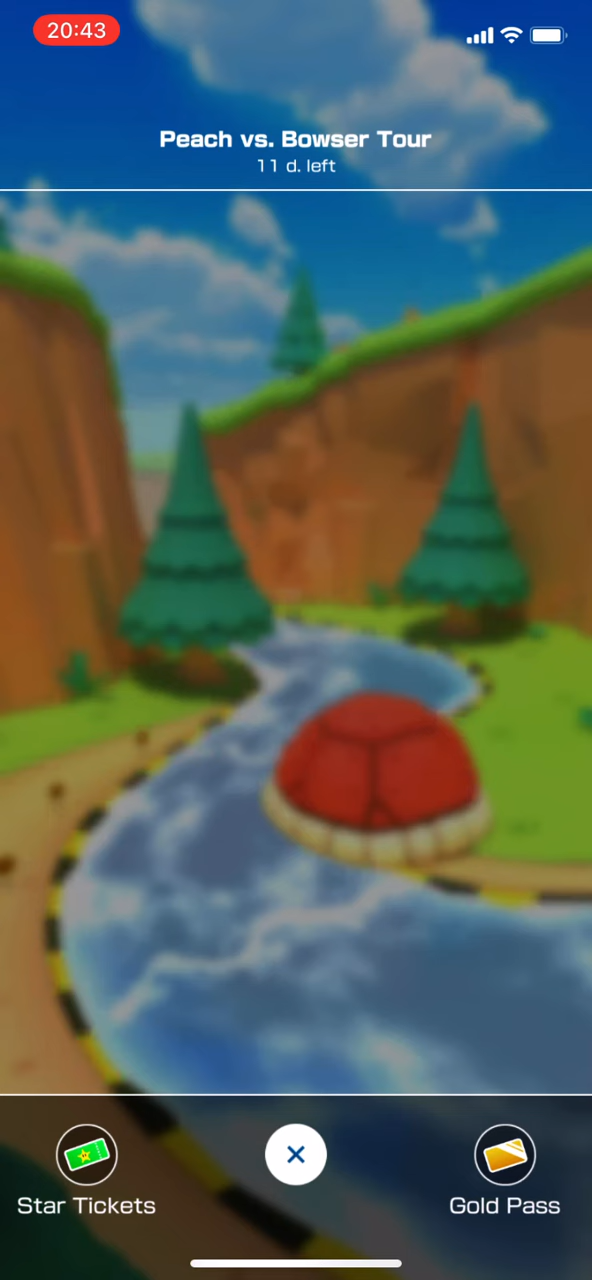 20:43
Peach vs. Bowser Tour
11 d. left
Star Tickets
Gold Pass